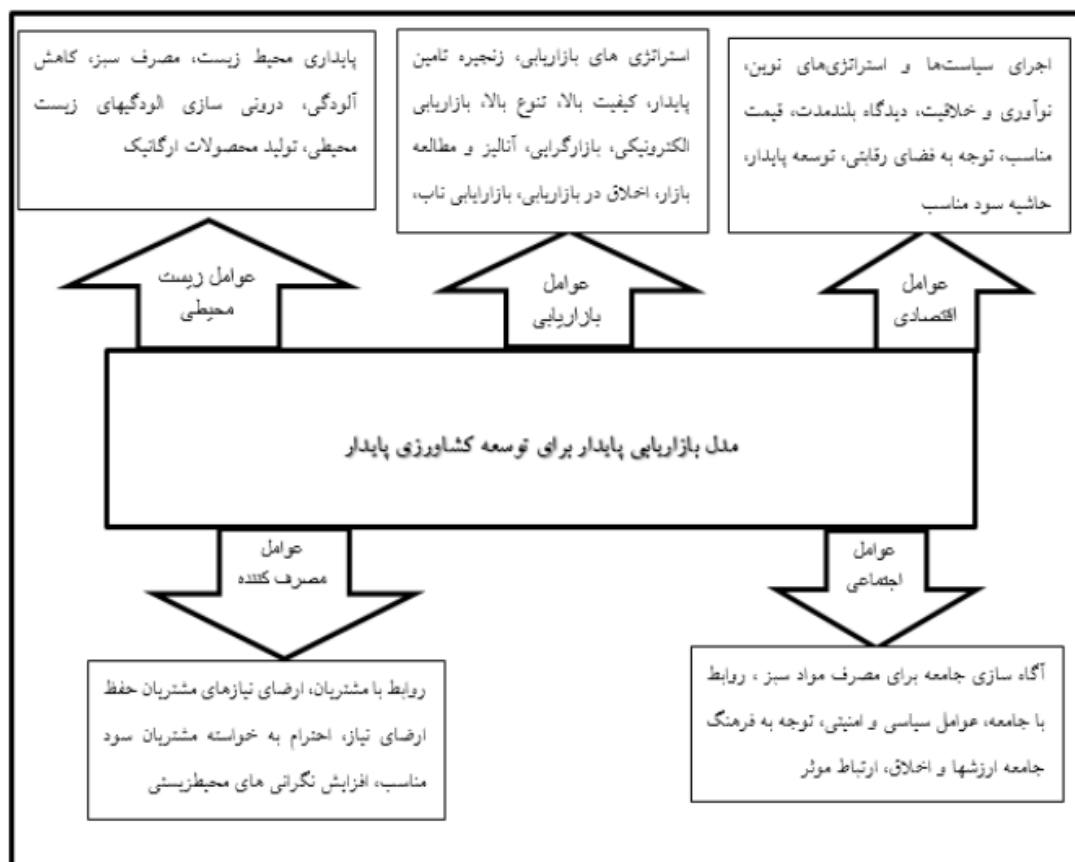 اجرای سیاست‌ها و استراتژی‌های نوین،
نوآوری و خلاقیت، دیدگاه بلندمدت، قیمت
مناسب، توجه به فضای رقابتی، توسعه پایدار،
حاشیه سود مناسب
استراتژی های بازاریابی، زنجیره تامین
پایدار، کیفیت بالا، تنوع بالا، بازاریابی
الکترونیکی، بازارگرایی، آنالیز و مطالعه
بازار، اخلاق در بازاریابی، بازارایابی ناب،
پایداری محیط زیست، مصرف سبز، کاهش
آلودگی، درونی سازی الودگیهای زیست
محیطی، تولید محصولات ارگانیک
عوامل
اقتصادی
عوامل
بازاریابی
عوامل زیست
محیطی
مدل بازاریابی پایدار برای توسعه کشاورزی پایدار
عوامل
اجتماعی
عوامل
مصرف کننده
آگاه سازی جامعه برای مصرف مواد سبز ، روابط
با جامعه، عوامل سیاسی و امنیتی، توجه به فرهنگ
جامعه ارزشها و اخلاق، ارتباط موثر
روابط با مشتریان، ارضای نیازهای مشتریان حفظ
ارضای نیاز، احترام به خواسته مشتریان سود
مناسب، افزایش نگرانی های محیطزیستی